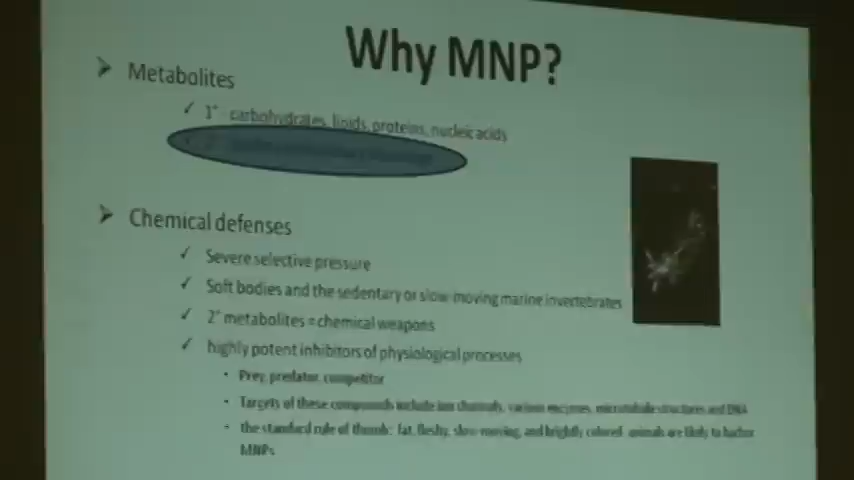 Why MNP?
Metabolites
1° carbohydrates, lipids, proteins, nucleic acids
Chemical defenses
Severe selective pressure
Soft bodies and the sedentary or slow-moving marine invertebrates
2° metabolites = chemical weapons
highly potent inhibitors of physiological processes
Prey, predator, competitor
Targets of these compounds include ion channels, various enzymes, microtubule structures and DNA
the standard rule of thumb: fat, fleshy, slow-moving, and brightly colored animals are likely to harbor
MNPs